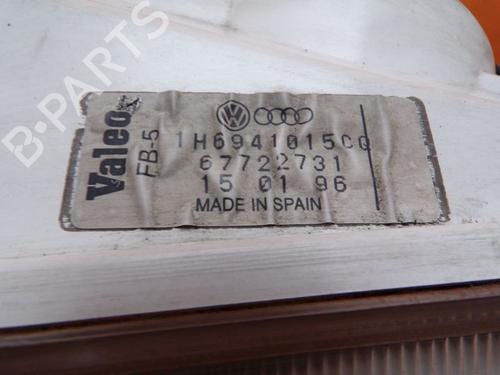 B-PARTS
Valeo
FB-5
1H6941015CQ
67722731
15 01 96
MADE IN SPAIN